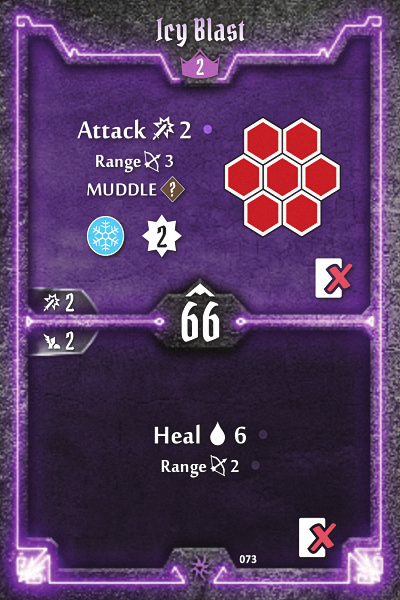 Icy Blast
2
Attack 2
Range 3
MUDDLE ?
2
2
66
2
Heal 6
Range 2
073